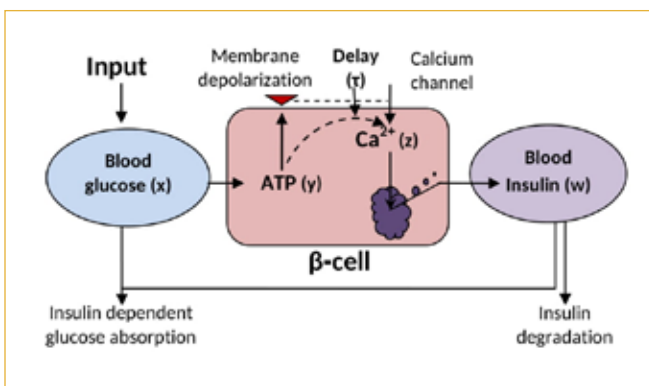 Input
Membrane
depolarization
Delay
(τ)
Calcium
channel
Blood
glucose (x)
ATP (y)
Ca2+ (z)
Blood
Insulin (w)
β-cell
Insulin dependent
glucose absorption
Insulin
degradation